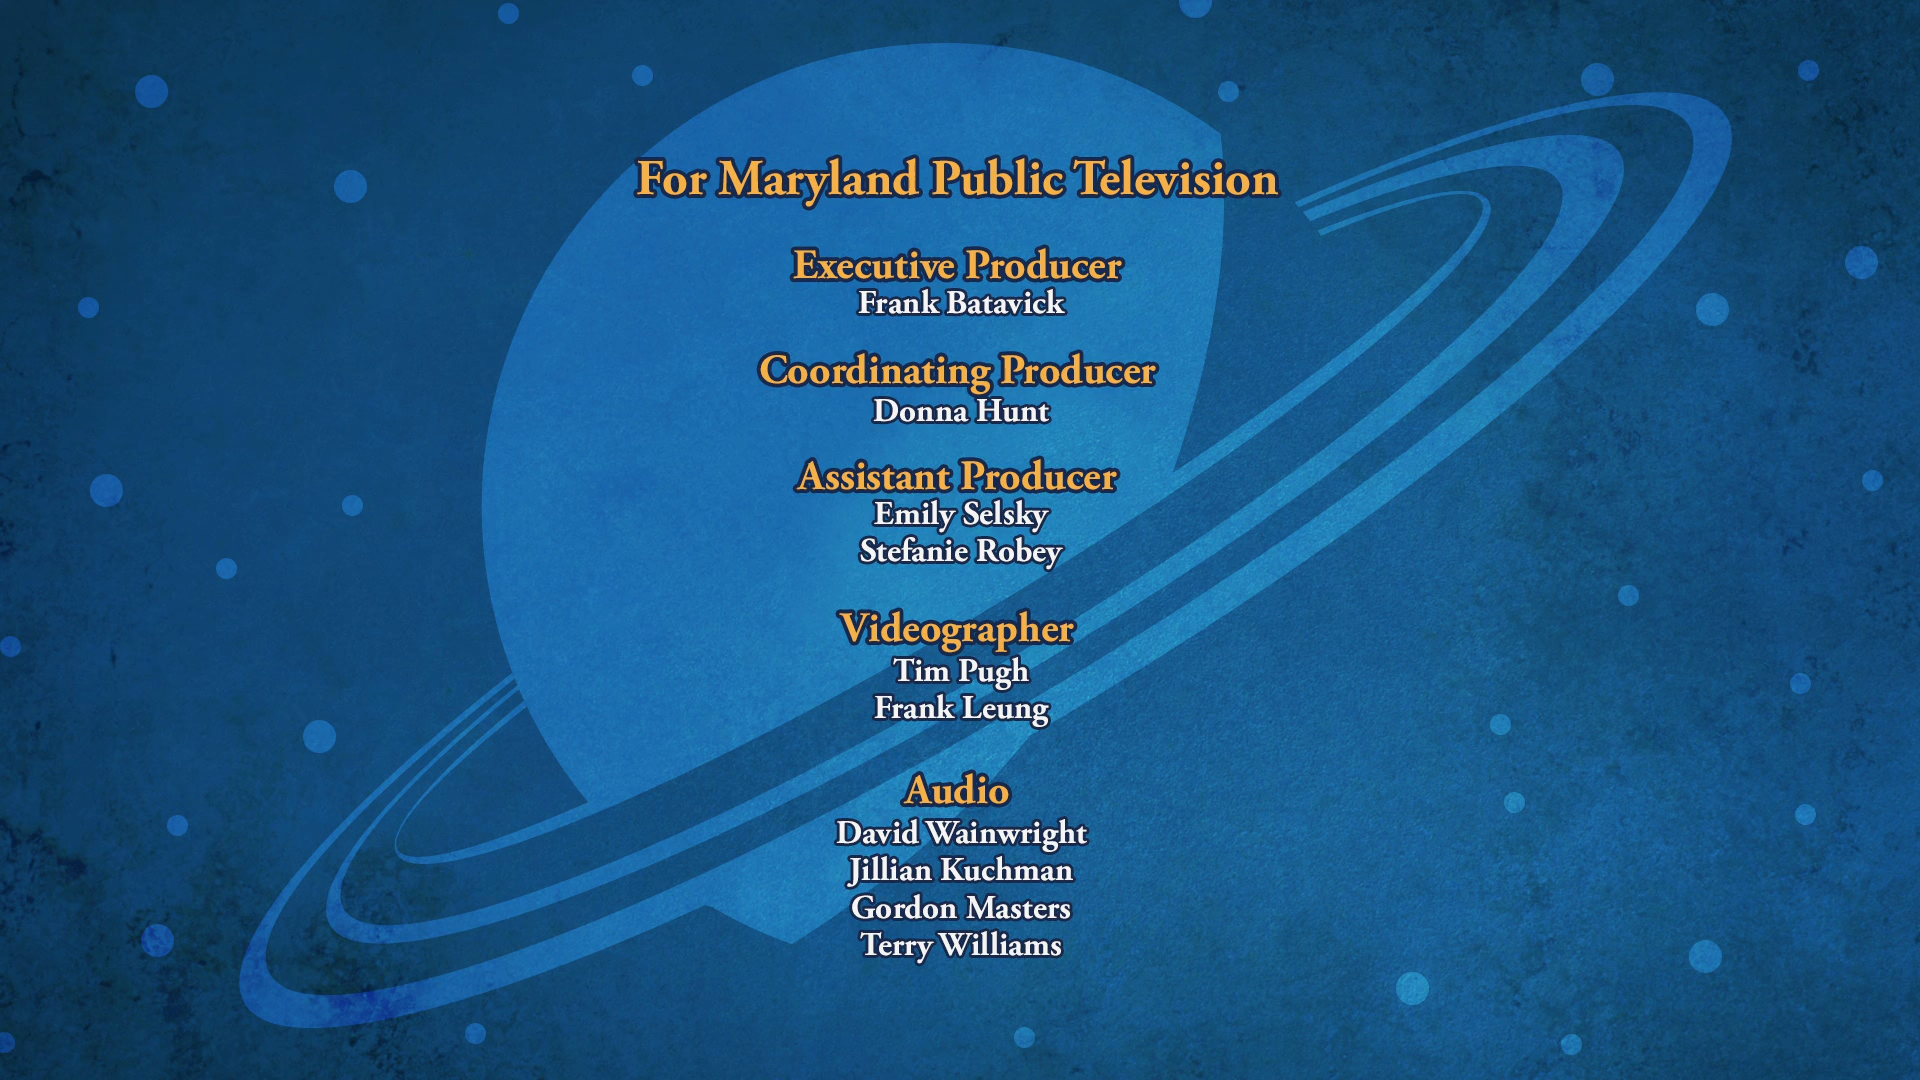 For Maryland Public Television
Executive Producer
Frank Batavick
Coordinating Producer
Donna Hunt
Assistant Producer
Emily Selsky
Stefanie Robey
Videographer
Tim Pugh
Frank Leung
Audio
David Wainwright
Jillian Kuchman
Gordon Masters
Terry Williams